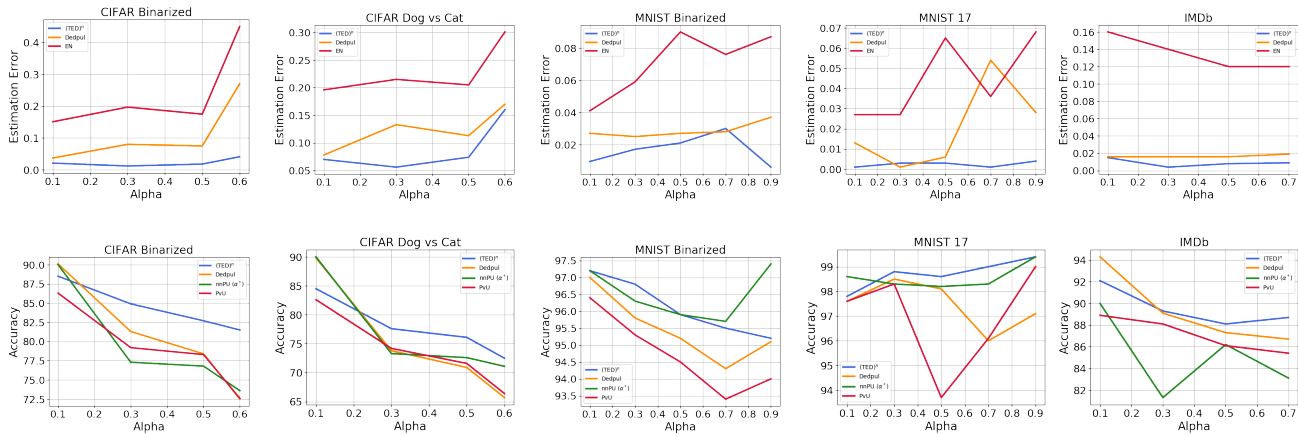 CIFAR Binarized
Estimation Error
0.4
0.3
0.2
0.1
0.0
(TED)ⁿ
Dedpul
EN
0.1 0.2 0.3 0.4 0.5 0.6
Alpha
CIFAR Dog vs Cat
Estimation Error
0.30
0.25
0.20
0.15
0.10
0.05
(TED)ⁿ
Dedpul
EN
0.1 0.2 0.3 0.4 0.5 0.6
Alpha
MNIST Binarized
Estimation Error
0.08
0.06
0.04
0.02
(TED)ⁿ
Dedpul
EN
0.1 0.2 0.3 0.4 0.5 0.6 0.7 0.8 0.9
Alpha
MNIST 17
Estimation Error
0.07
0.06
0.05
0.04
0.03
0.02
0.01
0.00
(TED)ⁿ
Dedpul
EN
0.1 0.2 0.3 0.4 0.5 0.6 0.7 0.8 0.9
Alpha
IMDb
Estimation Error
0.16
0.14
0.12
0.10
0.08
0.06
0.04
0.02
0.00
(TED)ⁿ
Dedpul
EN
0.1 0.2 0.3 0.4 0.5 0.6 0.7
Alpha
CIFAR Binarized
Accuracy
90.0
87.5
85.0
82.5
80.0
77.5
75.0
72.5
(TED)ⁿ
Dedpul
nnPU (α*)
PvU
0.1 0.2 0.3 0.4 0.5 0.6
Alpha
CIFAR Dog vs Cat
Accuracy
90
85
80
75
70
65
(TED)ⁿ
Dedpul
nnPU (α*)
PvU
0.1 0.2 0.3 0.4 0.5 0.6
Alpha
MNIST Binarized
Accuracy
97.5
97.0
96.5
96.0
95.5
95.0
94.5
94.0
93.5
(TED)ⁿ
Dedpul
nnPU (α*)
PvU
0.1 0.2 0.3 0.4 0.5 0.6 0.7 0.8 0.9
Alpha
MNIST 17
Accuracy
99
98
97
96
95
94
(TED)ⁿ
Dedpul
nnPU (α*)
PvU
0.1 0.2 0.3 0.4 0.5 0.6 0.7 0.8 0.9
Alpha
IMDb
Accuracy
94
92
90
88
86
84
82
(TED)ⁿ
Dedpul
nnPU (α*)
PvU
0.1 0.2 0.3 0.4 0.5 0.6 0.7
Alpha